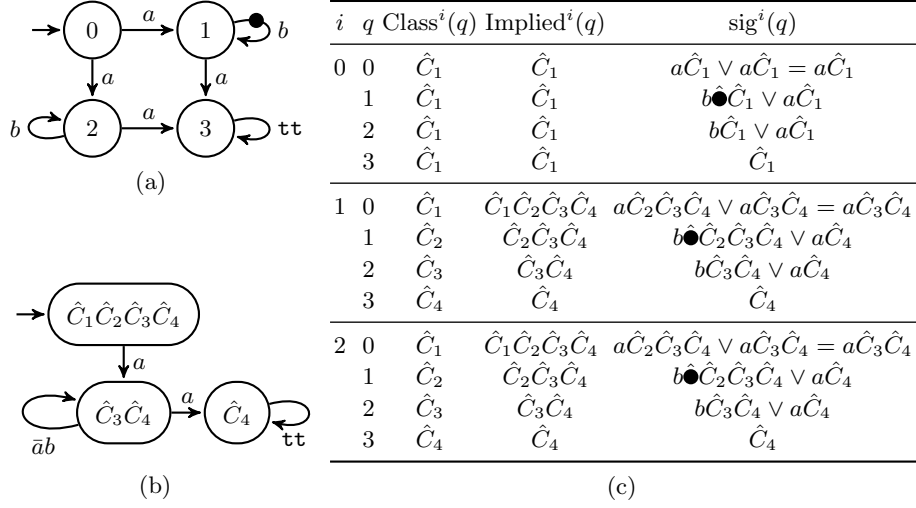 0 a 1 b
a a
b 2 a 3 tt
(a)
Ĉ₁Ĉ₂Ĉ₃Ĉ₄
a
Ĉ₃Ĉ₄ a Ĉ₄
āb tt
(b)
i q Classⁱ(q) Impliedⁱ(q) sigⁱ(q)
0 0 Ĉ₁ Ĉ₁ aĈ₁ ∨ aĈ₁ = aĈ₁
1 Ĉ₁ Ĉ₁ b●̂Ĉ₁ ∨ aĈ₁
2 Ĉ₁ Ĉ₁ bĈ₁ ∨ aĈ₁
3 Ĉ₁ Ĉ₁ Ĉ₁
1 0 Ĉ₁ Ĉ₁Ĉ₂Ĉ₃Ĉ₄ aĈ₂Ĉ₃Ĉ₄ ∨ aĈ₃Ĉ₄ = aĈ₃Ĉ₄
1 Ĉ₂ Ĉ₂Ĉ₃Ĉ₄ b●̂Ĉ₂Ĉ₃Ĉ₄ ∨ aĈ₄
2 Ĉ₃ Ĉ₃Ĉ₄ bĈ₃Ĉ₄ ∨ aĈ₄
3 Ĉ₄ Ĉ₄ Ĉ₄
2 0 Ĉ₁ Ĉ₁Ĉ₂Ĉ₃Ĉ₄ aĈ₂Ĉ₃Ĉ₄ ∨ aĈ₃Ĉ₄ = aĈ₃Ĉ₄
1 Ĉ₂ Ĉ₂Ĉ₃Ĉ₄ b●̂Ĉ₂Ĉ₃Ĉ₄ ∨ aĈ₄
2 Ĉ₃ Ĉ₃Ĉ₄ bĈ₃Ĉ₄ ∨ aĈ₄
3 Ĉ₄ Ĉ₄ Ĉ₄
(c)